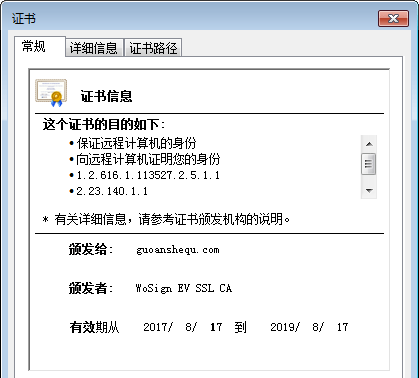 证书
常规 详细信息 证书路径
证书信息
这个证书的目的如下:
•保证远程计算机的身份
•向远程计算机证明您的身份
•1.2.616.1.113527.2.5.1.1
•2.23.140.1.1
* 有关详细信息，请参考证书颁发机构的说明。
颁发给: guoanshequ.com
颁发者: WoSign EV SSL CA
有效期从 2017/ 8/ 17 到 2019/ 8/ 17